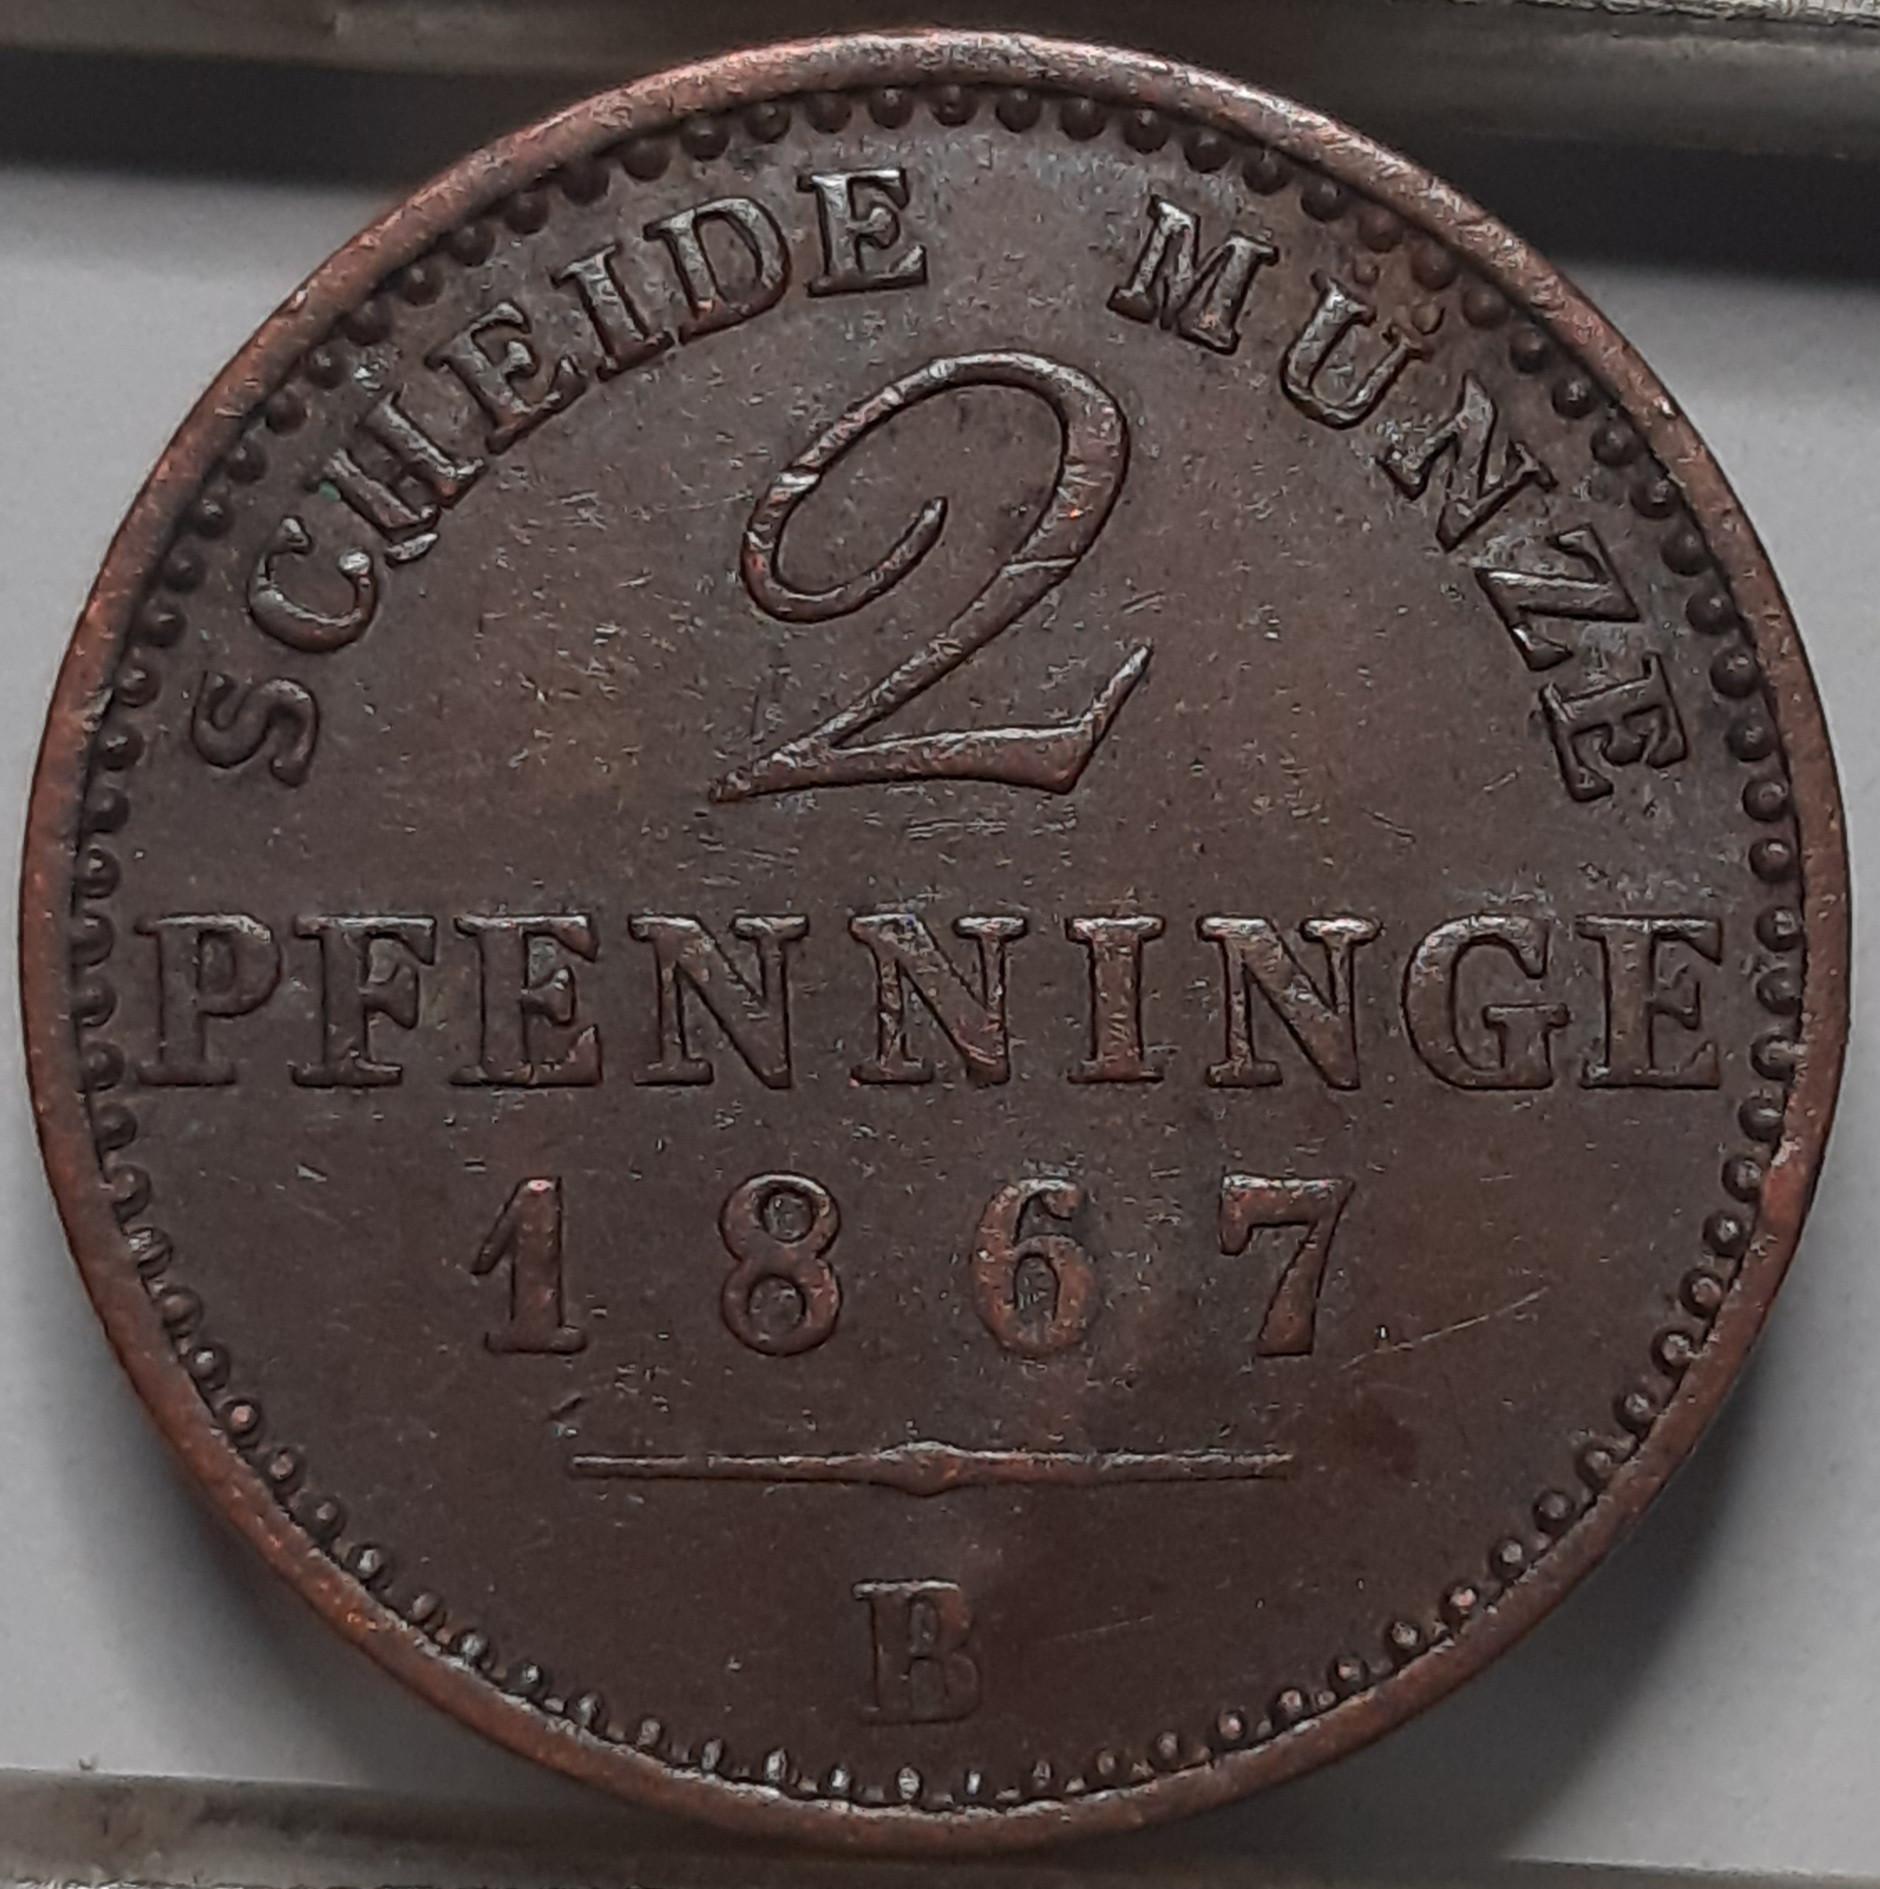 SCHEIDE MÜNZE
2
PFENNINGE
1867
B